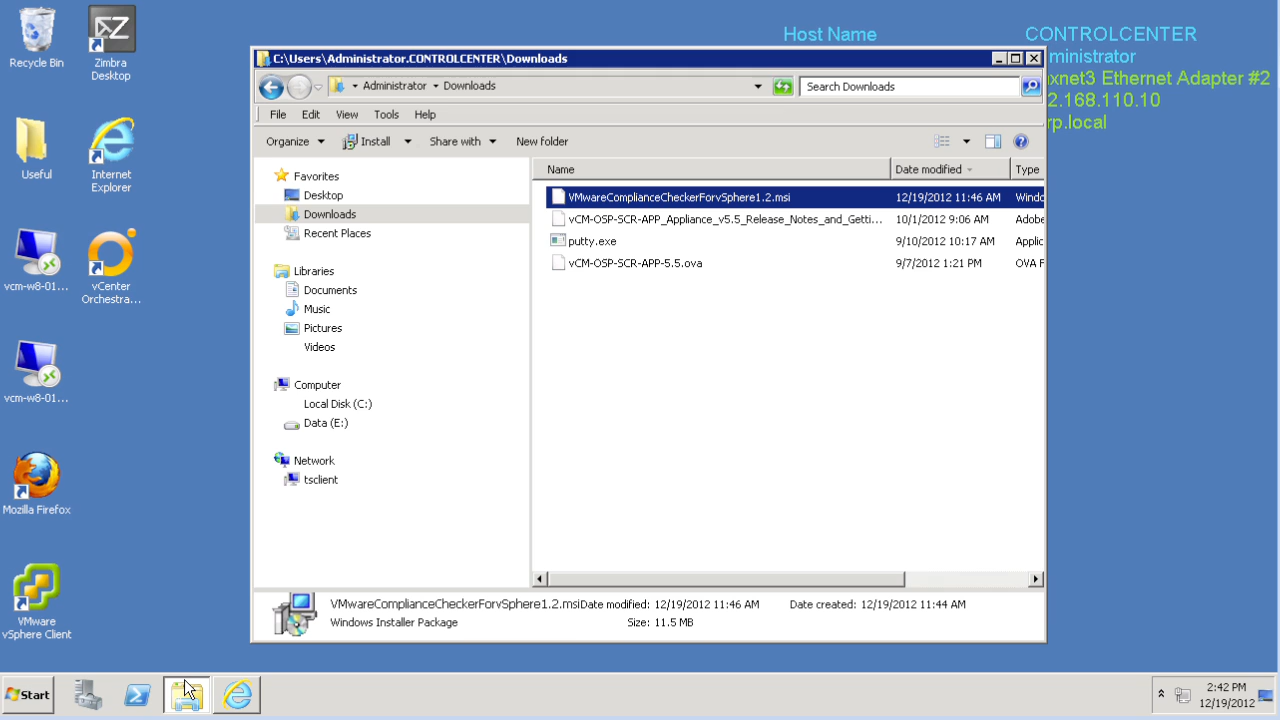 Recycle Bin
Zimbra
Desktop
Useful
Internet
Explorer
vcm-w8-01...
vCenter
Orchestra...
vcm-w8-01...
Mozilla Firefox
VMware
vSphere Client
Host Name
CONTROLCENTER
ministrator
xnet3 Ethernet Adapter #2
2.168.110.10
rp.local
C:\Users\Administrator.CONTROLCENTER\Downloads
Administrator Downloads
Search Downloads
File Edit View Tools Help
Organize Install Share with New folder
Name Date modified Type
Favorites
Desktop
Downloads
Recent Places
Libraries
Documents
Music
Pictures
Videos
Computer
Local Disk (C:)
Data (E:)
Network
tsclient
VMwareComplianceCheckerForvSphere1.2.msi 12/19/2012 11:46 AM Windo
vCM-OSP-SCR-APP_Appliance_v5.5_Release_Notes_and_Getti... 10/1/2012 9:06 AM Adobe
putty.exe 9/10/2012 10:17 AM Applic
vCM-OSP-SCR-APP-5.5.ova 9/7/2012 1:21 PM OVA F
VMwareComplianceCheckerForvSphere1.2.msi Date modified: 12/19/2012 11:46 AM Date created: 12/19/2012 11:44 AM
Windows Installer Package Size: 11.5 MB
Start
2:42 PM
12/19/2012